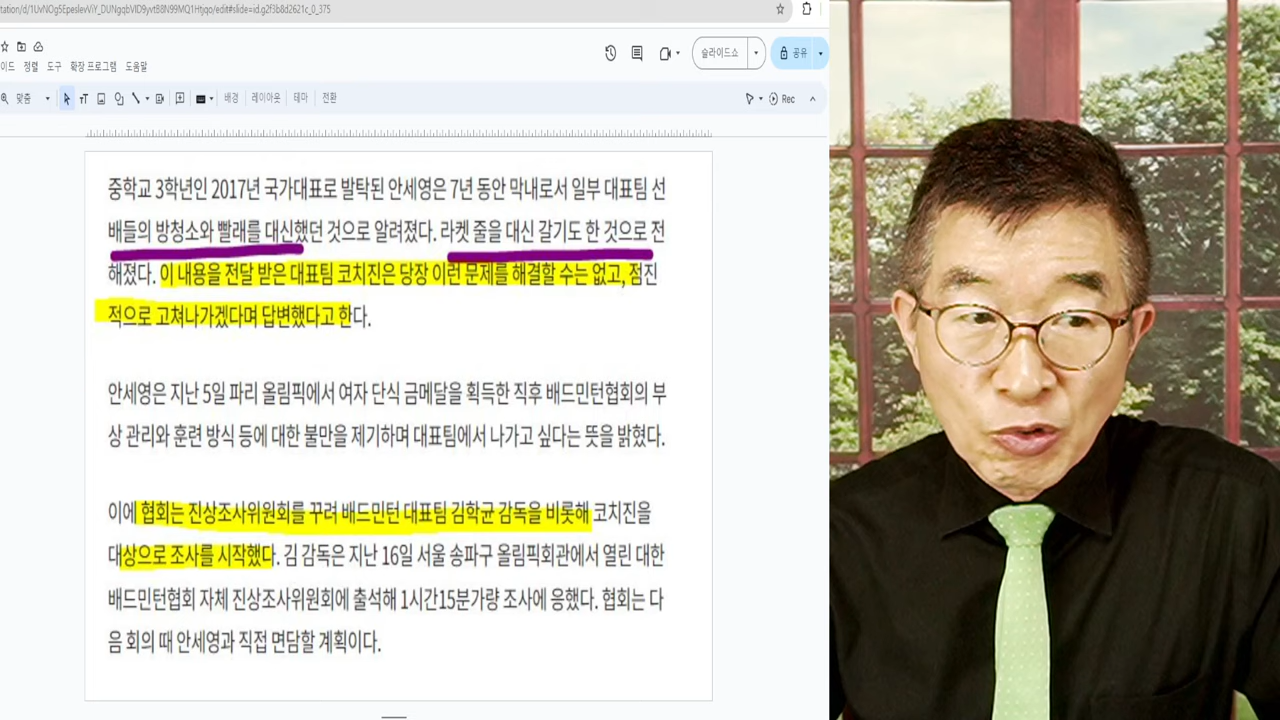 tation/d/1UvNOg5EpeslevViY_DUNgqbVlD9yvtB8N99MQ1Htjqo/edit#slide=id.g2f3b8d2621c_0_375
이드 정렬 도구 확장 프로그램 도움말
슬라이드쇼 공유
맞춤 배경 레이아웃 테마 전환 Rec
중학교 3학년인 2017년 국가대표로 발탁된 안세영은 7년 동안 막내로서 일부 대표팀 선
배들의 방청소와 빨래를 대신했던 것으로 알려졌다. 라켓 줄을 대신 갈기도 한 것으로 전
해졌다. 이 내용을 전달 받은 대표팀 코치진은 당장 이런 문제를 해결할 수는 없고, 점진
적으로 고쳐나가겠다며 답변했다고 한다.
안세영은 지난 5일 파리 올림픽에서 여자 단식 금메달을 획득한 직후 배드민턴협회의 부
상 관리와 훈련 방식 등에 대한 불만을 제기하며 대표팀에서 나가고 싶다는 뜻을 밝혔다.
이에 협회는 진상조사위원회를 꾸려 배드민턴 대표팀 김학균 감독을 비롯해 코치진을
대상으로 조사를 시작했다. 김 감독은 지난 16일 서울 송파구 올림픽회관에서 열린 대한
배드민턴협회 자체 진상조사위원회에 출석해 1시간15분가량 조사에 응했다. 협회는 다
음 회의 때 안세영과 직접 면담할 계획이다.